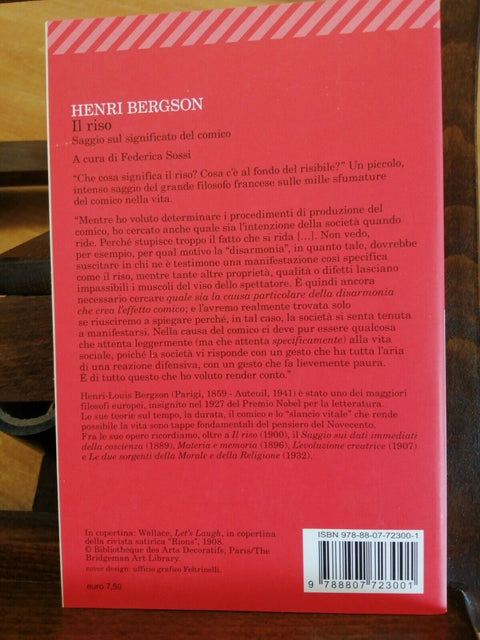 HENRI BERGSON
Il riso
Saggio sul significato del comico
A cura di Federica Sossi
"Che cosa significa il riso? Cosa c'è al fondo del risibile?" Un piccolo,
intenso saggio del grande filosofo francese sulle mille sfumature
del comico nella vita.
"Mentre ho voluto determinare i procedimenti di produzione del
comico, ho cercato anche quale sia l'intenzione della società quando
ride. Perché stupisce troppo il fatto che si rida [...]. Non vedo,
per esempio, per qual motivo la "disarmonia", in quanto tale, dovrebbe
suscitare in chi ne è testimone una manifestazione così specifica
come il riso, mentre tante altre proprietà, qualità o difetti lasciano
impassibili i muscoli del viso dello spettatore. È quindi ancora
necessario cercare quale sia la causa particolare della disarmonia
che crea l'effetto comico; e l'avremo realmente trovata solo
se riusciremo a spiegare perché, in tal caso, la società si senta tenuta
a manifestarsi. Nella causa del comico ci deve pur essere qualcosa
che attenta leggermente (ma che attenta specificamente) alla vita
sociale, poiché la società vi risponde con un gesto che ha tutta l'aria
di una reazione difensiva, con un gesto che fa lievemente paura.
E di tutto questo che ho voluto render conto."
Henri-Louis Bergson (Parigi, 1859 - Auteuil, 1941) è stato uno dei maggiori
filosofi europei, insignito nel 1927 del Premio Nobel per la letteratura.
Le sue teorie sul tempo, la durata, il comico e lo "slancio vitale" che rende
possibile la vita sono tappe fondamentali del pensiero del Novecento.
Fra le sue opere ricordiamo, oltre a Il riso (1900), il Saggio sui dati immediati
della coscienza (1889), Materia e memoria (1896), L'evoluzione creatrice (1907)
e Le due sorgenti della Morale e della Religione (1932).
In copertina: Wallace, Let's Laugh, in copertina
della rivista satirica "Rions", 1908.
© Bibliothèque des Arts Decoratifs, Paris/The
Bridgeman Art Library.
cover design: ufficio grafico Feltrinelli.
euro 7,50
ISBN 978-88-07-72300-1
9 788807 723001